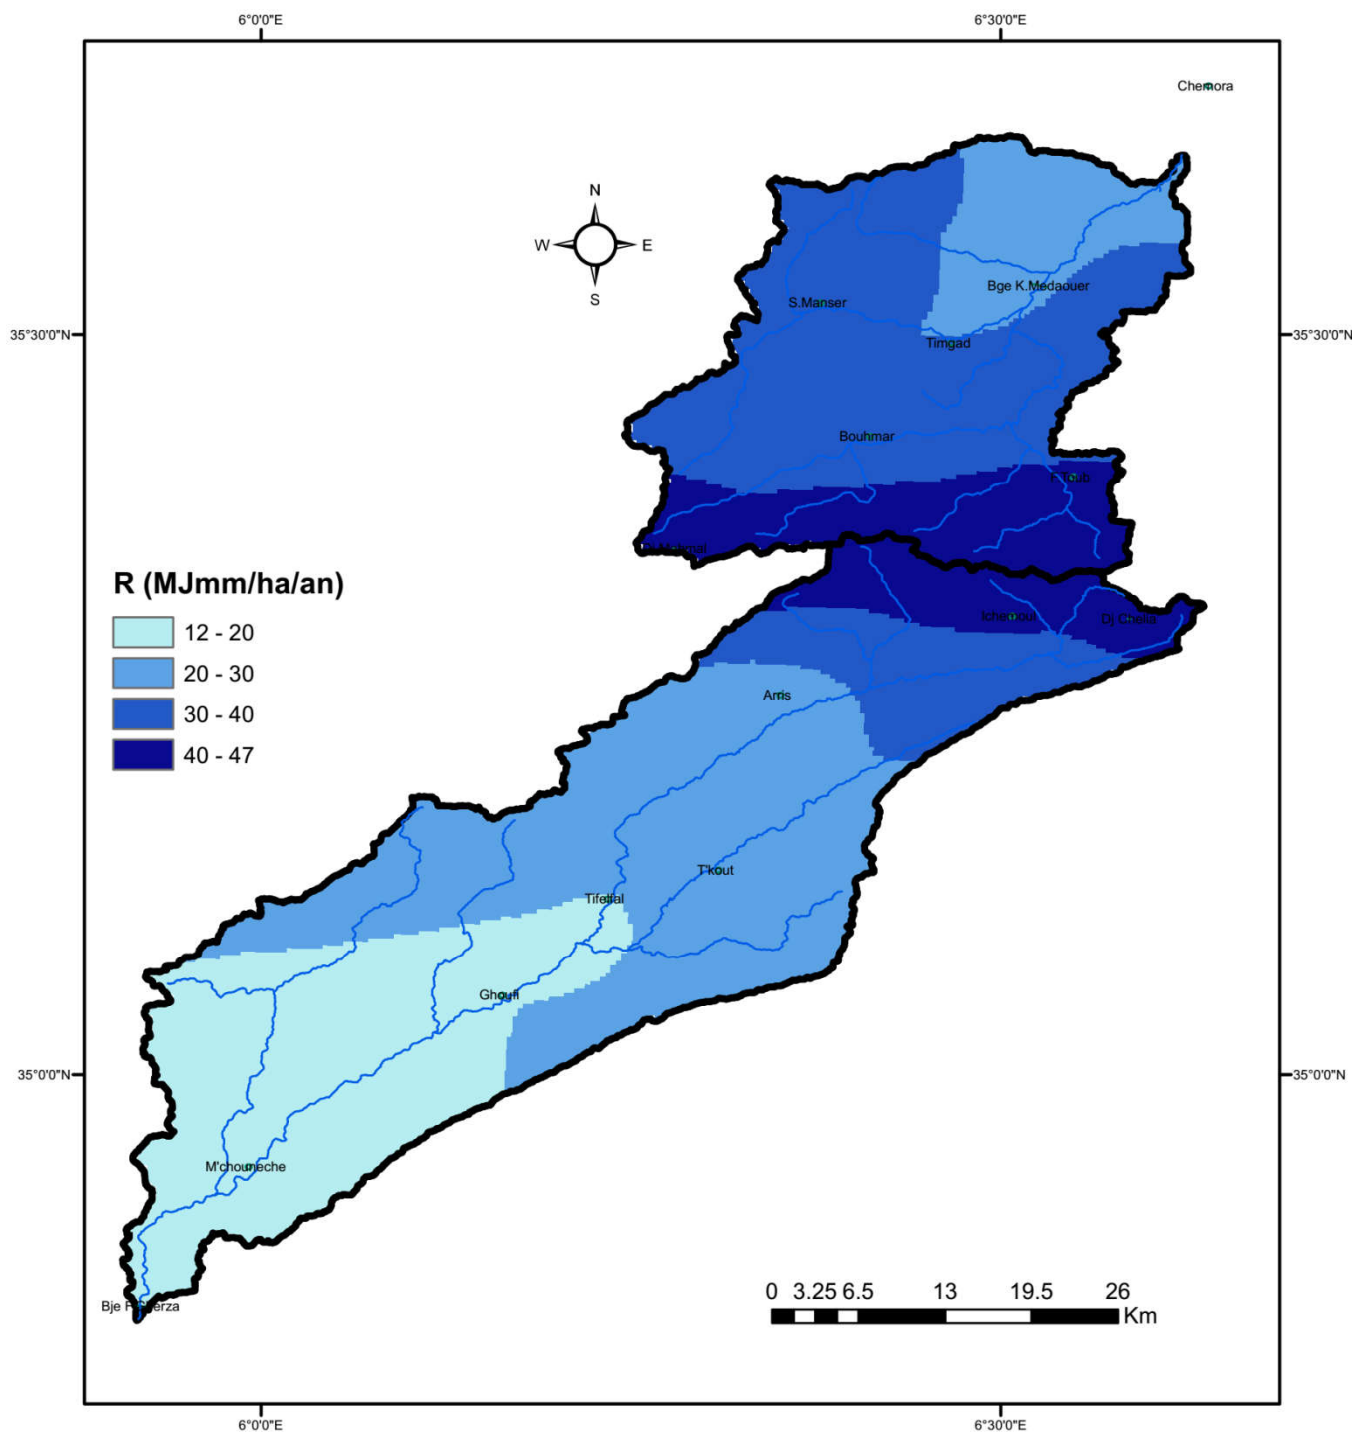 6°0'0"E
6°30'0"E
Chemora
N
W
E
S
Bge K.Medaouer
S.Manser
35°30'0"N
35°30'0"N
Timgad
Bouhmar
F Toub
R (MJmm/ha/an)
12 - 20
20 - 30
30 - 40
40 - 47
Ichemoul
Dj Chelia
Arris
T'kout
Tifelfal
Ghoufi
35°0'0"N
35°0'0"N
M'chouneche
Bje F
0 3.25 6.5 13 19.5 26
Km
6°0'0"E
6°30'0"E